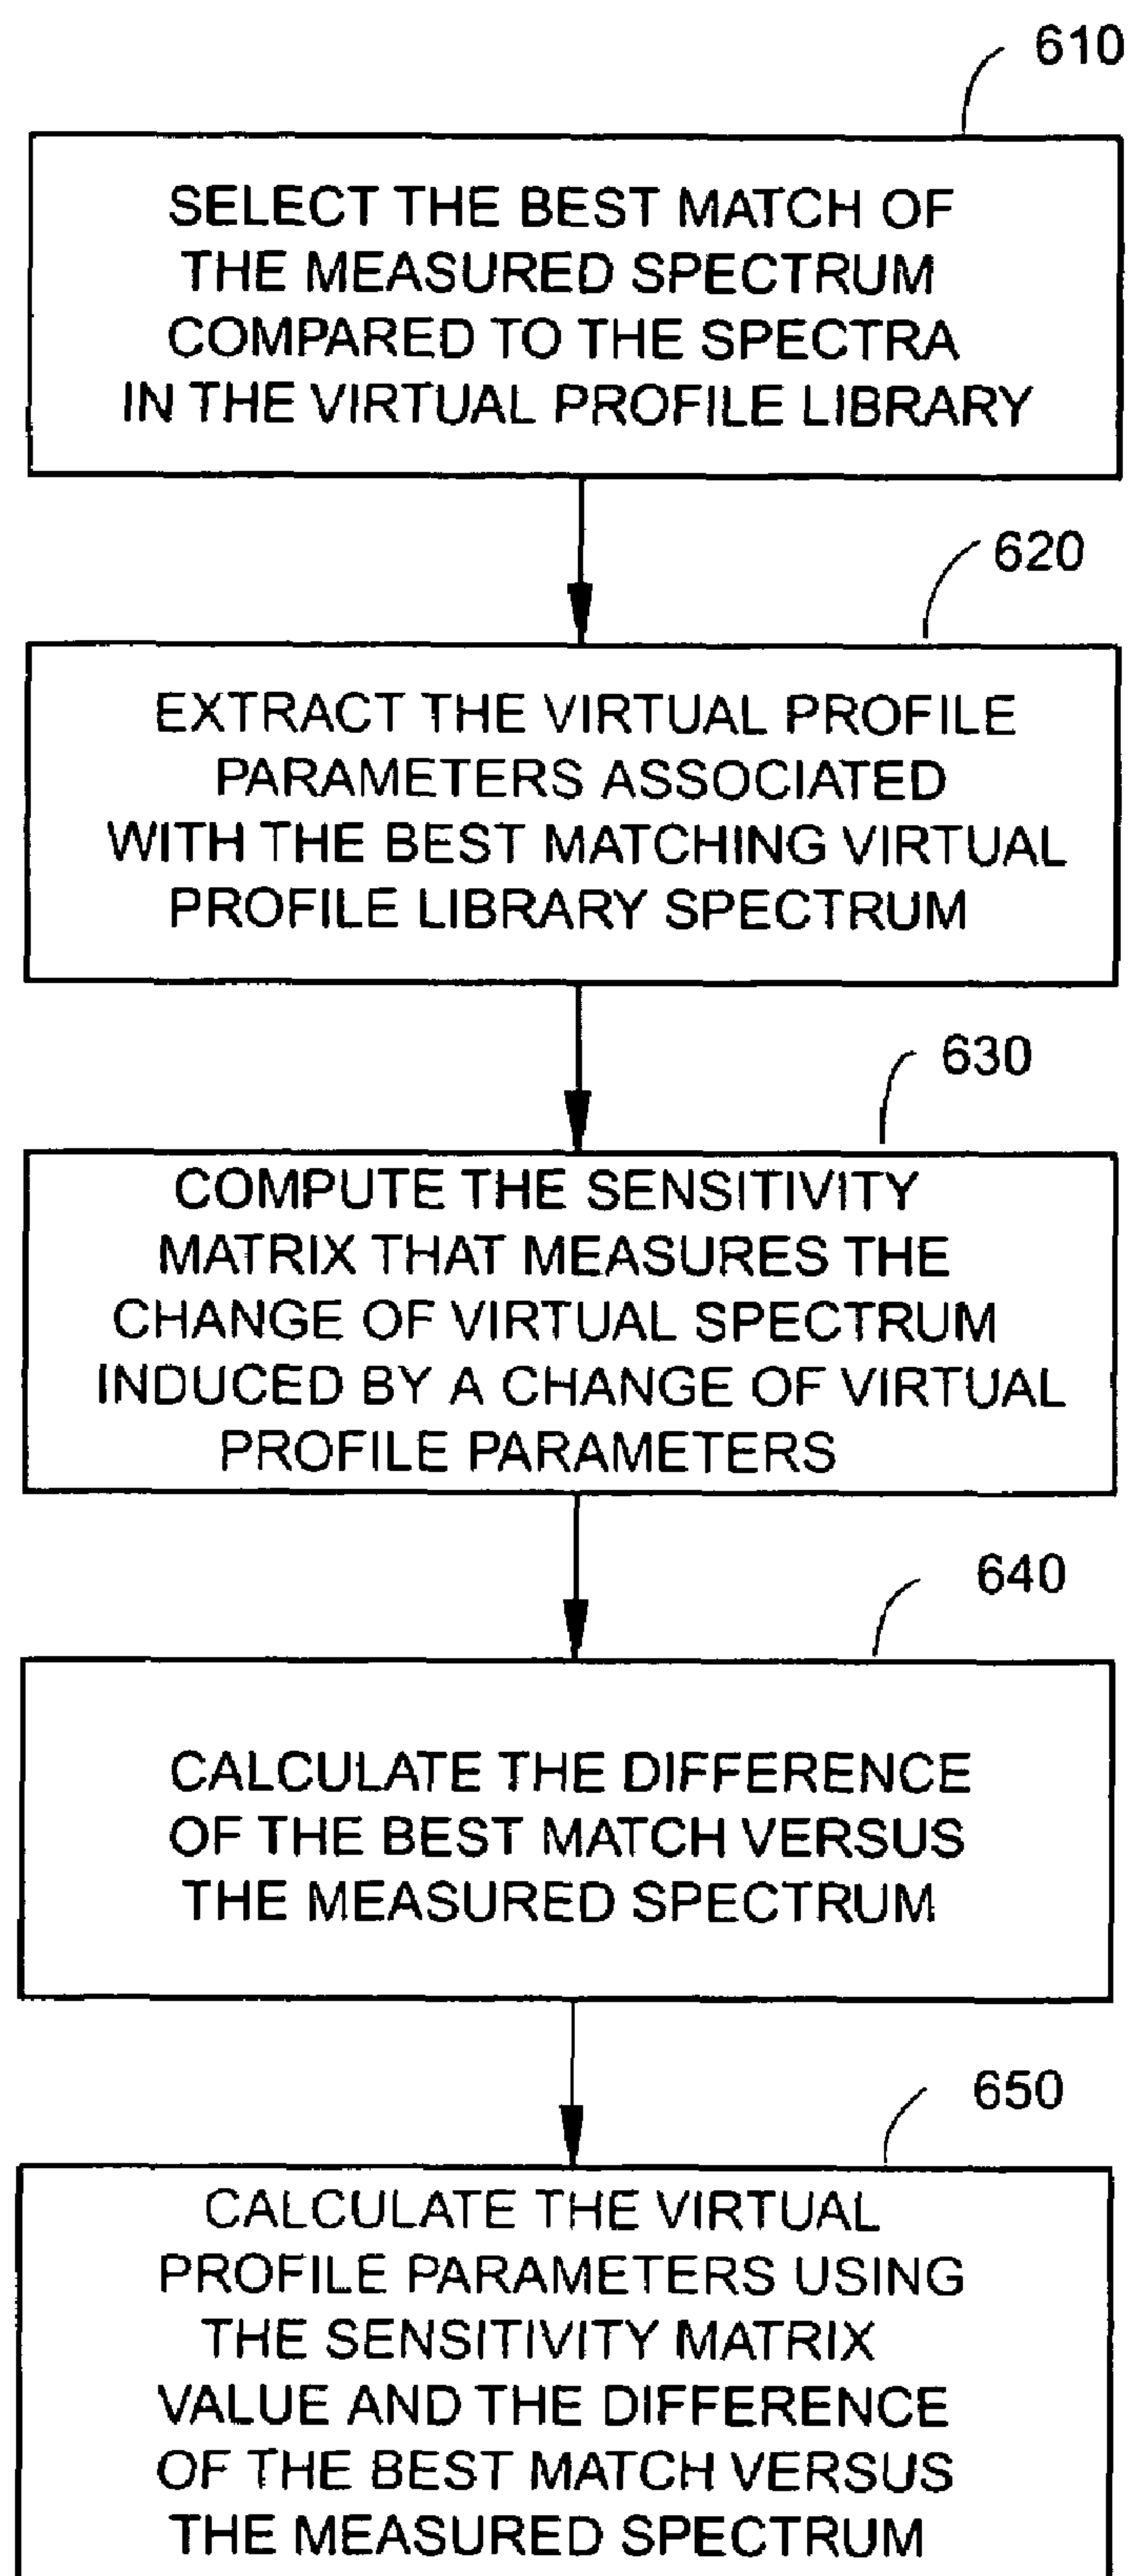 610
SELECT THE BEST MATCH OF
THE MEASURED SPECTRUM
COMPARED TO THE SPECTRA
IN THE VIRTUAL PROFILE LIBRARY
620
EXTRACT THE VIRTUAL PROFILE
PARAMETERS ASSOCIATED
WITH THE BEST MATCHING VIRTUAL
PROFILE LIBRARY SPECTRUM
630
COMPUTE THE SENSITIVITY
MATRIX THAT MEASURES THE
CHANGE OF VIRTUAL SPECTRUM
INDUCED BY A CHANGE OF VIRTUAL
PROFILE PARAMETERS
640
CALCULATE THE DIFFERENCE
OF THE BEST MATCH VERSUS
THE MEASURED SPECTRUM
650
CALCULATE THE VIRTUAL
PROFILE PARAMETERS USING
THE SENSITIVITY MATRIX
VALUE AND THE DIFFERENCE
OF THE BEST MATCH VERSUS
THE MEASURED SPECTRUM